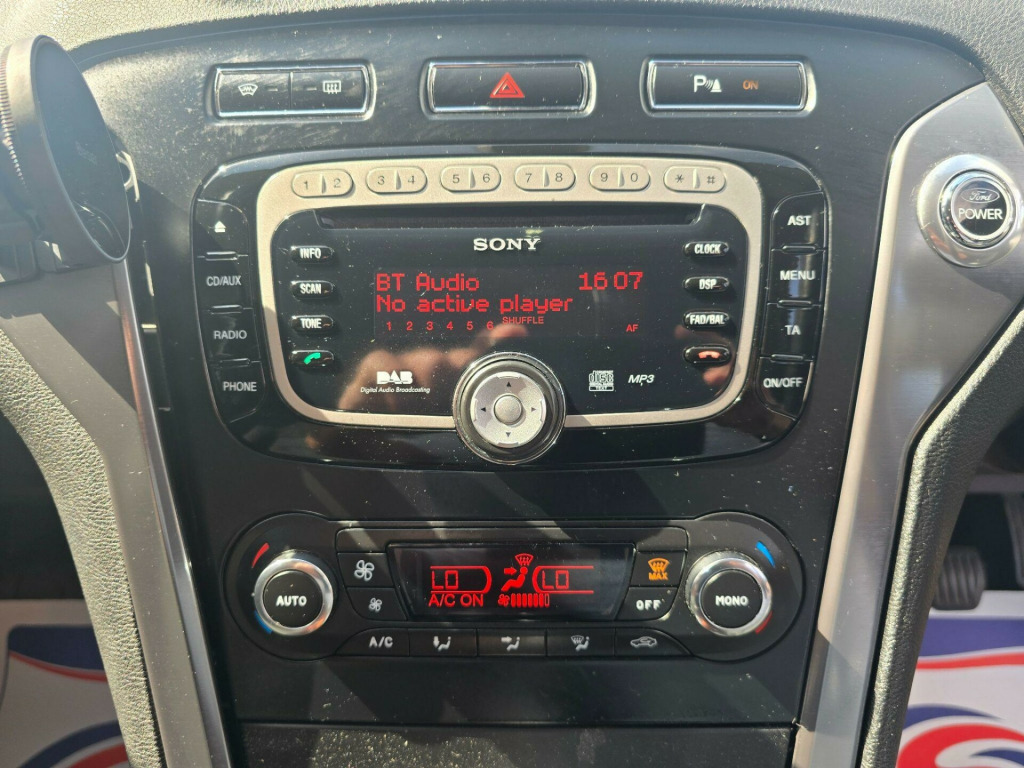 P ON
1 2 3 4 5 6 7 8 9 0 * #
SONY
INFO
CLOCK
AST
Ford
POWER
CD/AUX
SCAN
BT Audio 16 07
DSP
MENU
No active player
RADIO
TONE
1 2 3 4 5 6 SHUFFLE AF
FAD/BAL
TA
PHONE
DAB
Digital Audio Broadcasting
MP3
ON/OFF
AUTO
LO LO
A/C ON
MAX
OFF
MONO
A/C